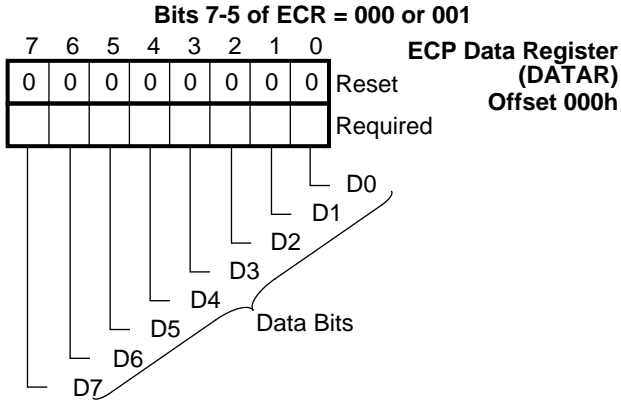 Bits 7-5 of ECR = 000 or 001
7 6 5 4 3 2 1 0
ECP Data Register
(DATAR)
Offset 000h
0 0 0 0 0 0 0 0 Reset
Required
D0
D1
D2
D3
D4
D5
D6
D7
Data Bits